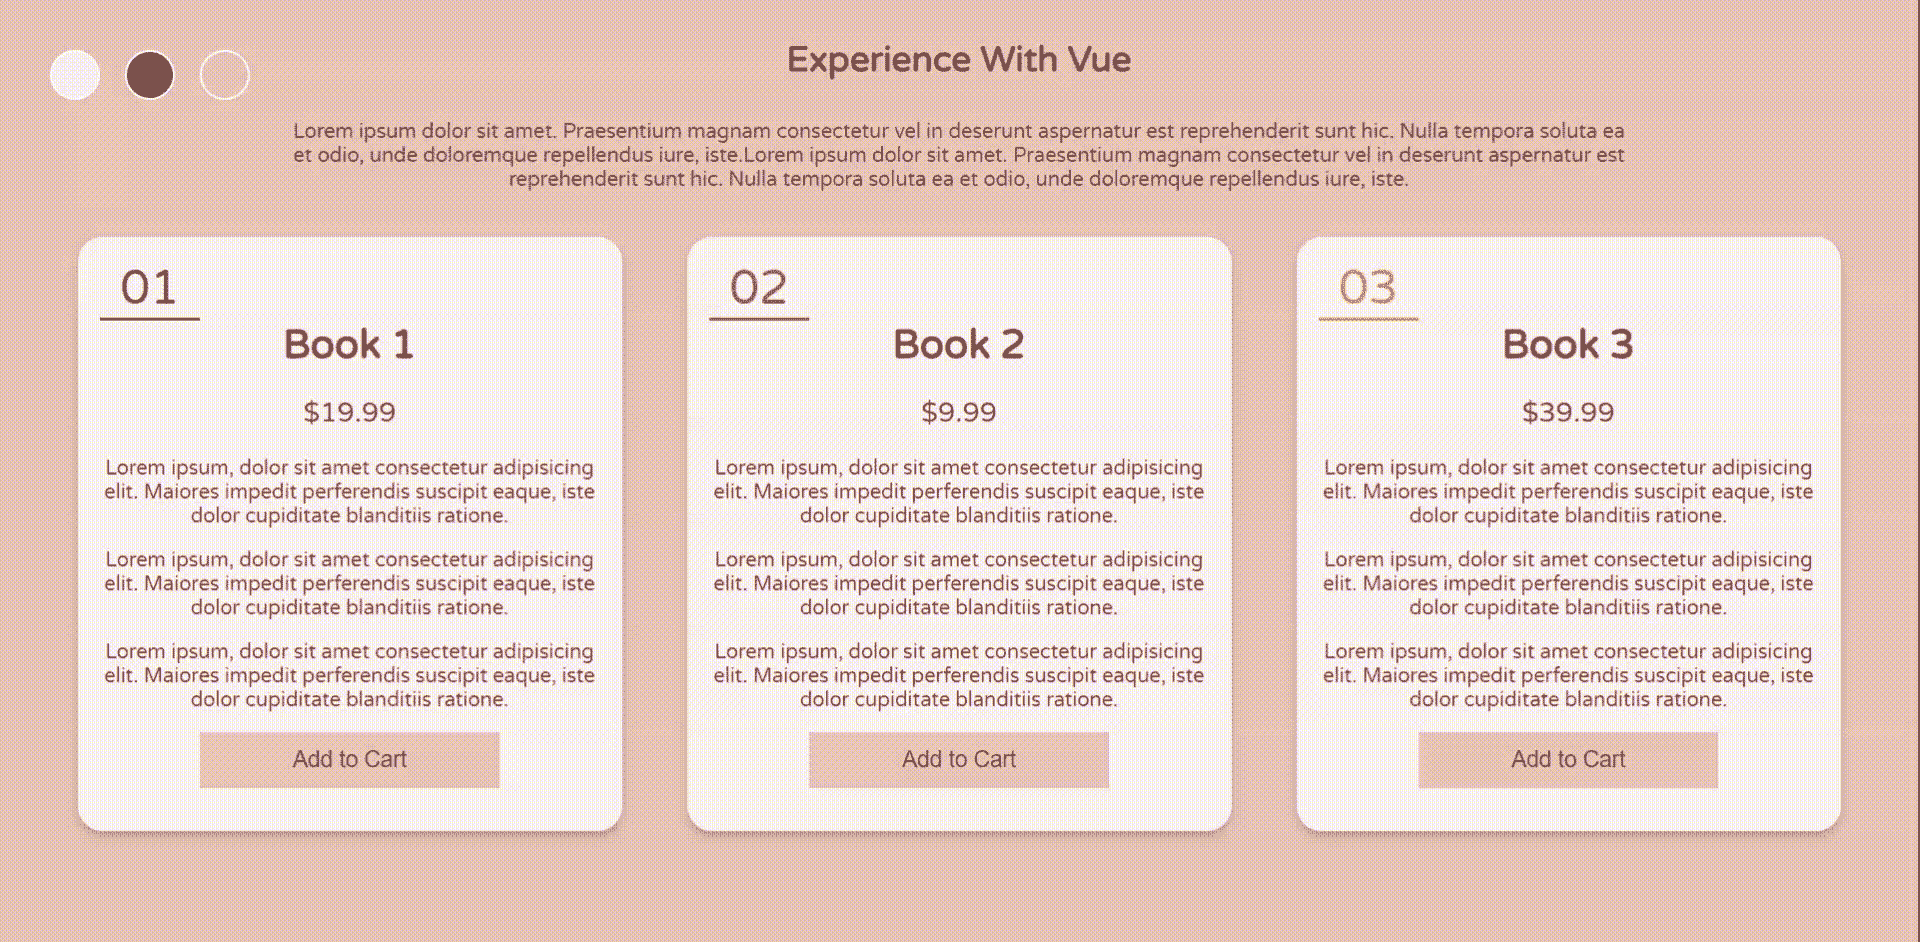 Experience With Vue
Lorem ipsum dolor sit amet. Praesentium magnam consectetur vel in deserunt aspernatur est reprehenderit sunt hic. Nulla tempora soluta ea
et odio, unde doloremque repellendus iure, iste.Lorem ipsum dolor sit amet. Praesentium magnam consectetur vel in deserunt aspernatur est
reprehenderit sunt hic. Nulla tempora soluta ea et odio, unde doloremque repellendus iure, iste.
01
Book 1
$19.99
Lorem ipsum, dolor sit amet consectetur adipisicing
elit. Maiores impedit perferendis suscipit eaque, iste
dolor cupiditate blanditiis ratione.
Lorem ipsum, dolor sit amet consectetur adipisicing
elit. Maiores impedit perferendis suscipit eaque, iste
dolor cupiditate blanditiis ratione.
Lorem ipsum, dolor sit amet consectetur adipisicing
elit. Maiores impedit perferendis suscipit eaque, iste
dolor cupiditate blanditiis ratione.
Add to Cart
02
Book 2
$9.99
Lorem ipsum, dolor sit amet consectetur adipisicing
elit. Maiores impedit perferendis suscipit eaque, iste
dolor cupiditate blanditiis ratione.
Lorem ipsum, dolor sit amet consectetur adipisicing
elit. Maiores impedit perferendis suscipit eaque, iste
dolor cupiditate blanditiis ratione.
Lorem ipsum, dolor sit amet consectetur adipisicing
elit. Maiores impedit perferendis suscipit eaque, iste
dolor cupiditate blanditiis ratione.
Add to Cart
03
Book 3
$39.99
Lorem ipsum, dolor sit amet consectetur adipisicing
elit. Maiores impedit perferendis suscipit eaque, iste
dolor cupiditate blanditiis ratione.
Lorem ipsum, dolor sit amet consectetur adipisicing
elit. Maiores impedit perferendis suscipit eaque, iste
dolor cupiditate blanditiis ratione.
Lorem ipsum, dolor sit amet consectetur adipisicing
elit. Maiores impedit perferendis suscipit eaque, iste
dolor cupiditate blanditiis ratione.
Add to Cart